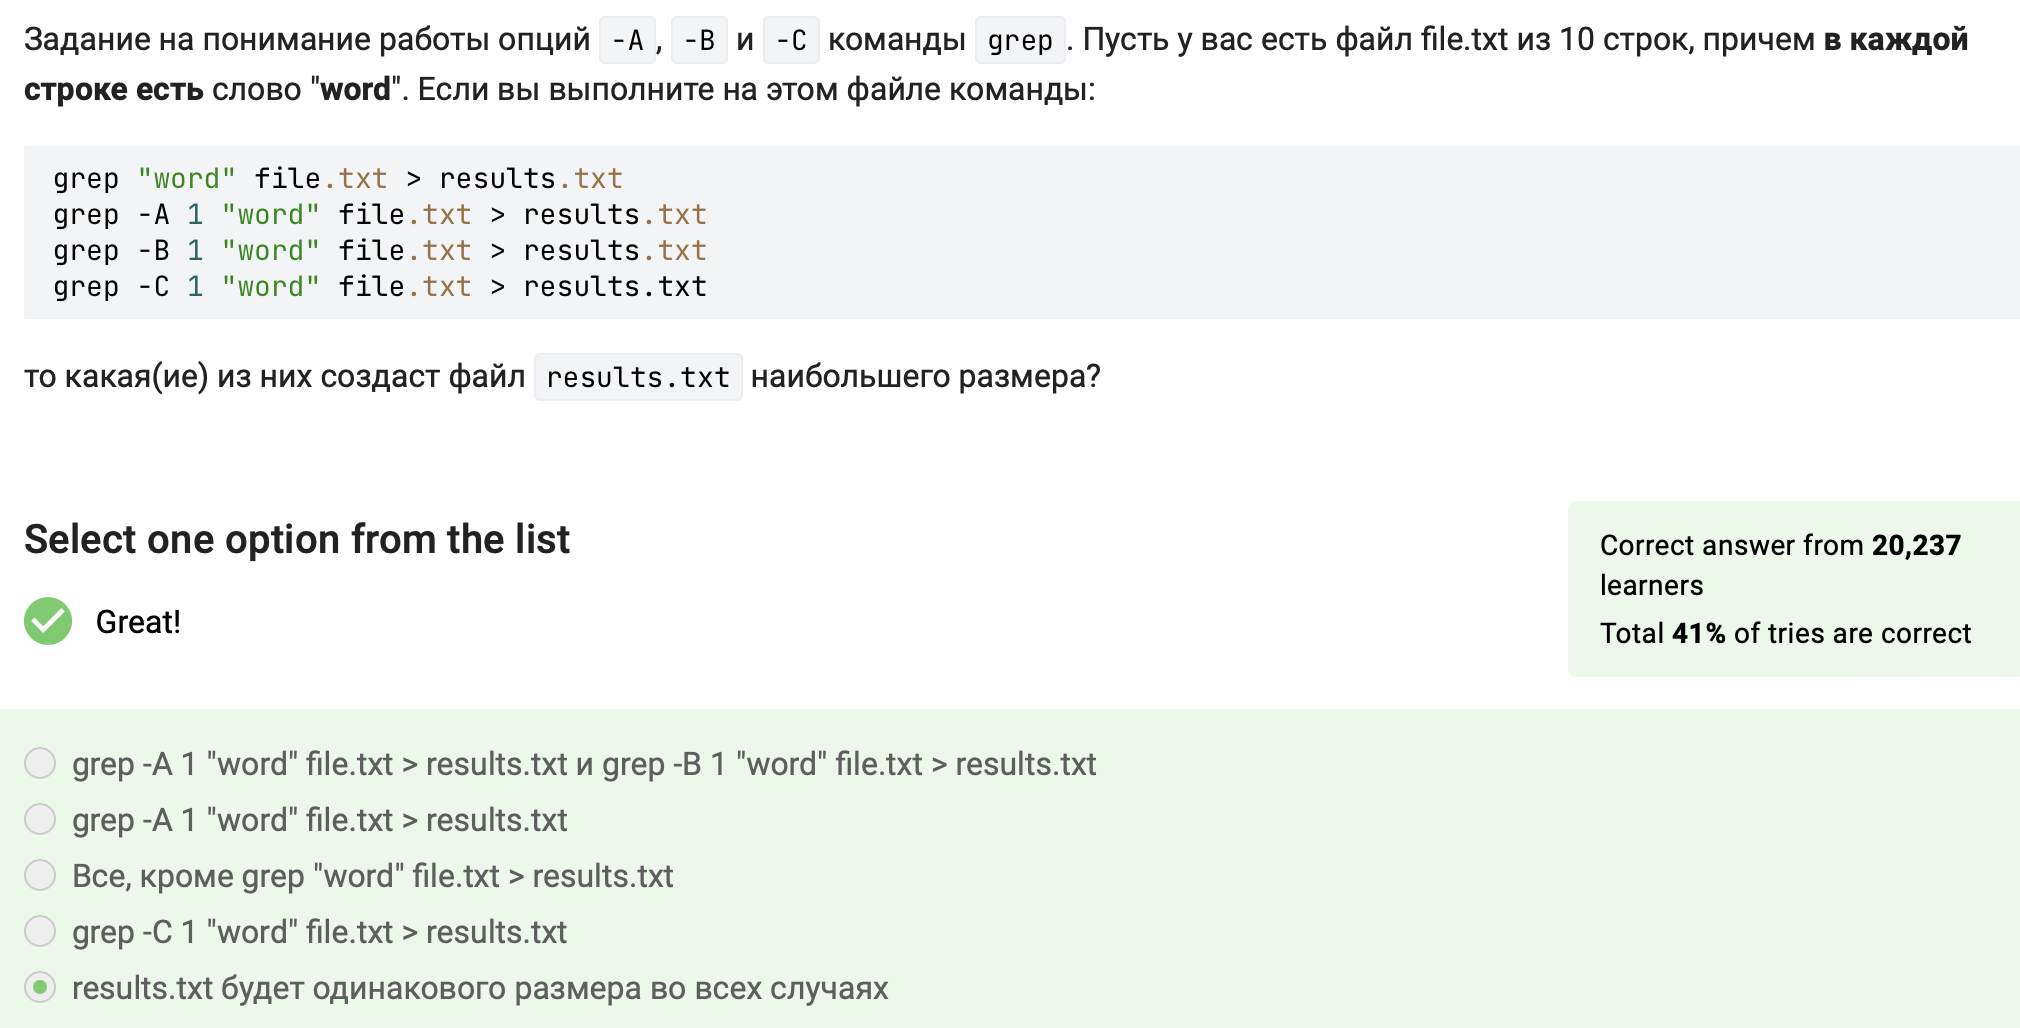 Задание на понимание работы опций -A, -B и -C команды grep. Пусть у вас есть файл file.txt из 10 строк, причем в каждой
строке есть слово "word". Если вы выполните на этом файле команды:
grep "word" file.txt > results.txt
grep -A 1 "word" file.txt > results.txt
grep -B 1 "word" file.txt > results.txt
grep -C 1 "word" file.txt > results.txt
то какая(ие) из них создаст файл results.txt наибольшего размера?
Select one option from the list
Great!
Correct answer from 20,237
learners
Total 41% of tries are correct
grep -A 1 "word" file.txt > results.txt и grep -B 1 "word" file.txt > results.txt
grep -A 1 "word" file.txt > results.txt
Все, кроме grep "word" file.txt > results.txt
grep -C 1 "word" file.txt > results.txt
results.txt будет одинакового размера во всех случаях